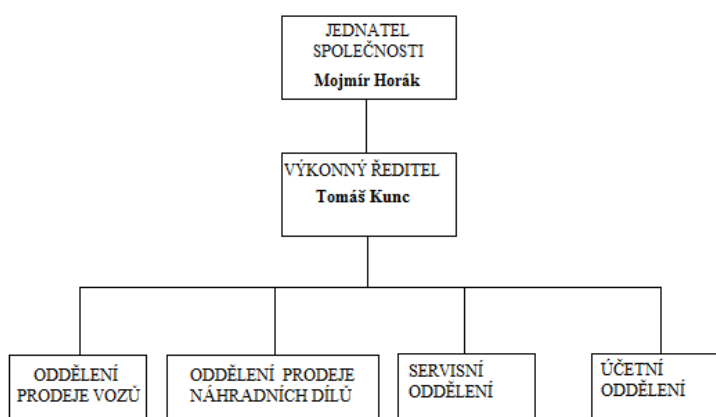 JEDNATEL
SPOLEČNOSTI
Mojmír Horák
VÝKONNÝ ŘEDITEL
Tomáš Kunc
ODDĚLENÍ
PRODEJE VOZŮ
ODDĚLENÍ PRODEJE
NÁHRADNÍCH DÍLŮ
SERVISNÍ
ODDĚLENÍ
ÚČETNÍ
ODDĚLENÍ